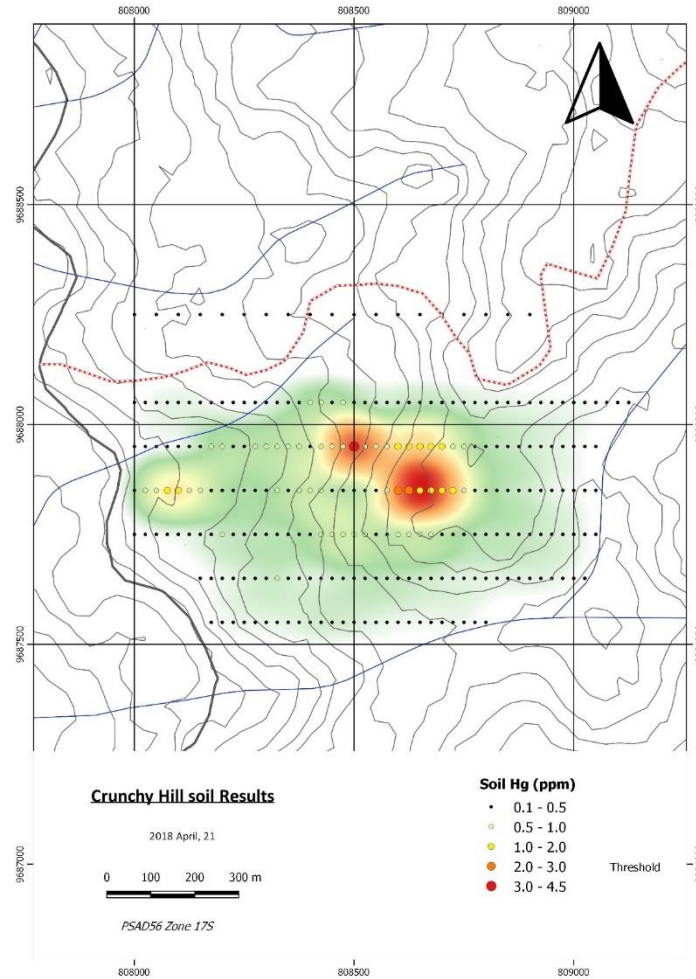 808000 808500 809000
9688500
9688000
9687500
9687000
Crunchy Hill soil Results
2018 April, 21
0 100 200 300 m
PSAD56 Zone 17S
Soil Hg (ppm)
0.1 - 0.5
0.5 - 1.0
1.0 - 2.0
2.0 - 3.0
3.0 - 4.5
Threshold
808000 808500 809000